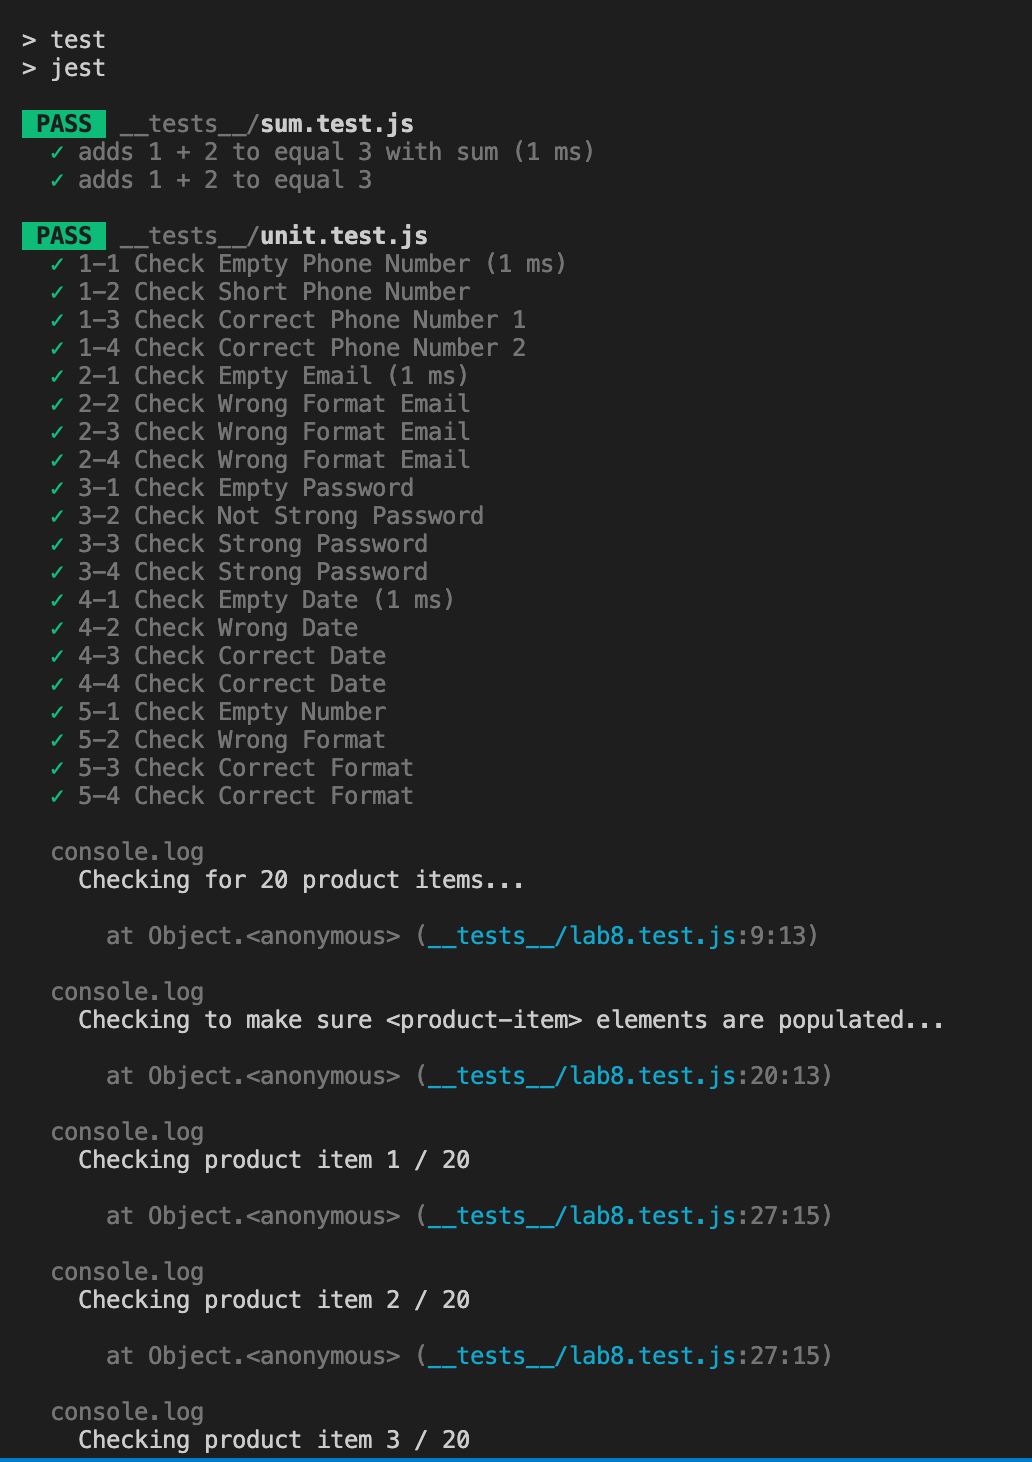 > test
> jest
PASS __tests__/sum.test.js
✓ adds 1 + 2 to equal 3 with sum (1 ms)
✓ adds 1 + 2 to equal 3
PASS __tests__/unit.test.js
✓ 1-1 Check Empty Phone Number (1 ms)
✓ 1-2 Check Short Phone Number
✓ 1-3 Check Correct Phone Number 1
✓ 1-4 Check Correct Phone Number 2
✓ 2-1 Check Empty Email (1 ms)
✓ 2-2 Check Wrong Format Email
✓ 2-3 Check Wrong Format Email
✓ 2-4 Check Wrong Format Email
✓ 3-1 Check Empty Password
✓ 3-2 Check Not Strong Password
✓ 3-3 Check Strong Password
✓ 3-4 Check Strong Password
✓ 4-1 Check Empty Date (1 ms)
✓ 4-2 Check Wrong Date
✓ 4-3 Check Correct Date
✓ 4-4 Check Correct Date
✓ 5-1 Check Empty Number
✓ 5-2 Check Wrong Format
✓ 5-3 Check Correct Format
✓ 5-4 Check Correct Format
console.log
Checking for 20 product items...
at Object.<anonymous> (__tests__/lab8.test.js:9:13)
console.log
Checking to make sure <product-item> elements are populated...
at Object.<anonymous> (__tests__/lab8.test.js:20:13)
console.log
Checking product item 1 / 20
at Object.<anonymous> (__tests__/lab8.test.js:27:15)
console.log
Checking product item 2 / 20
at Object.<anonymous> (__tests__/lab8.test.js:27:15)
console.log
Checking product item 3 / 20